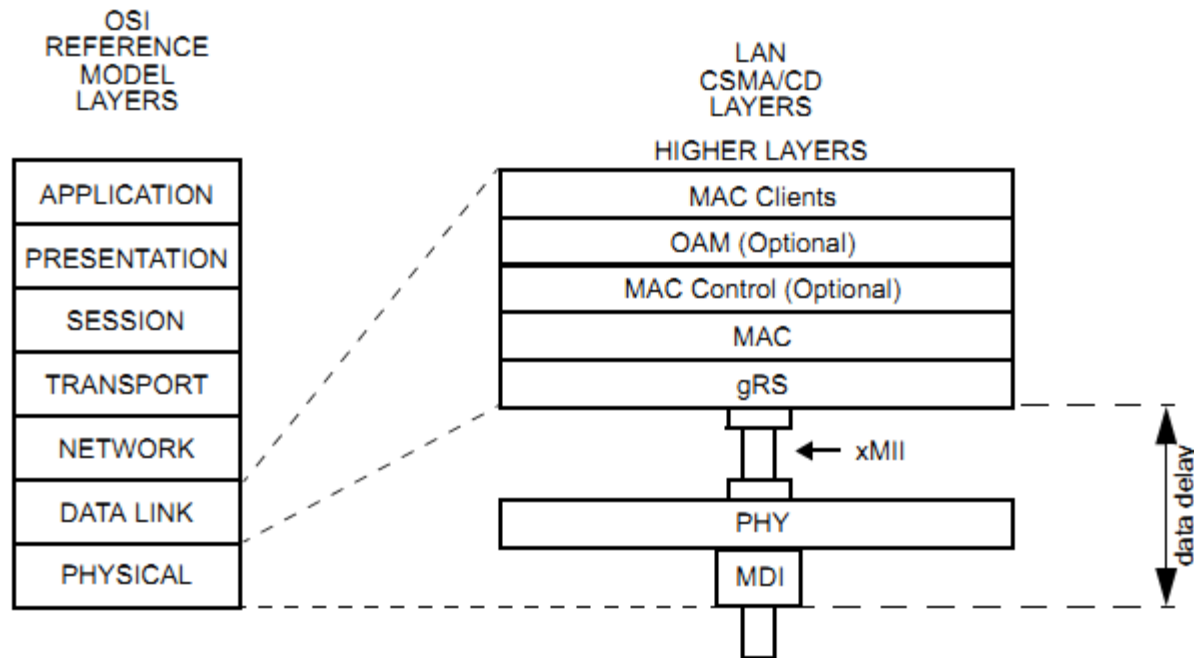 OSI
REFERENCE
MODEL
LAYERS
APPLICATION
PRESENTATION
SESSION
TRANSPORT
NETWORK
DATA LINK
PHYSICAL
LAN
CSMA/CD
LAYERS
HIGHER LAYERS
MAC Clients
OAM (Optional)
MAC Control (Optional)
MAC
gRS
xMII
PHY
MDI
data delay